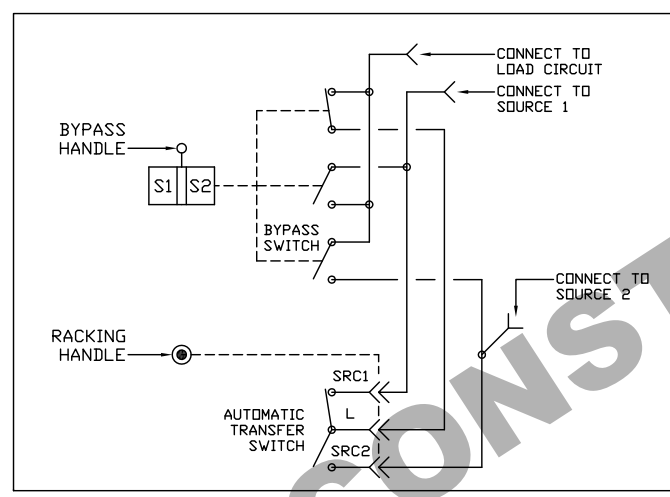 CONNECT TO
LOAD CIRCUIT
CONNECT TO
SOURCE 1
BYPASS
HANDLE
S1 S2
BYPASS
SWITCH
CONNECT TO
SOURCE 2
RACKING
HANDLE
SRC1
L
AUTOMATIC
TRANSFER
SWITCH
SRC2
CONST